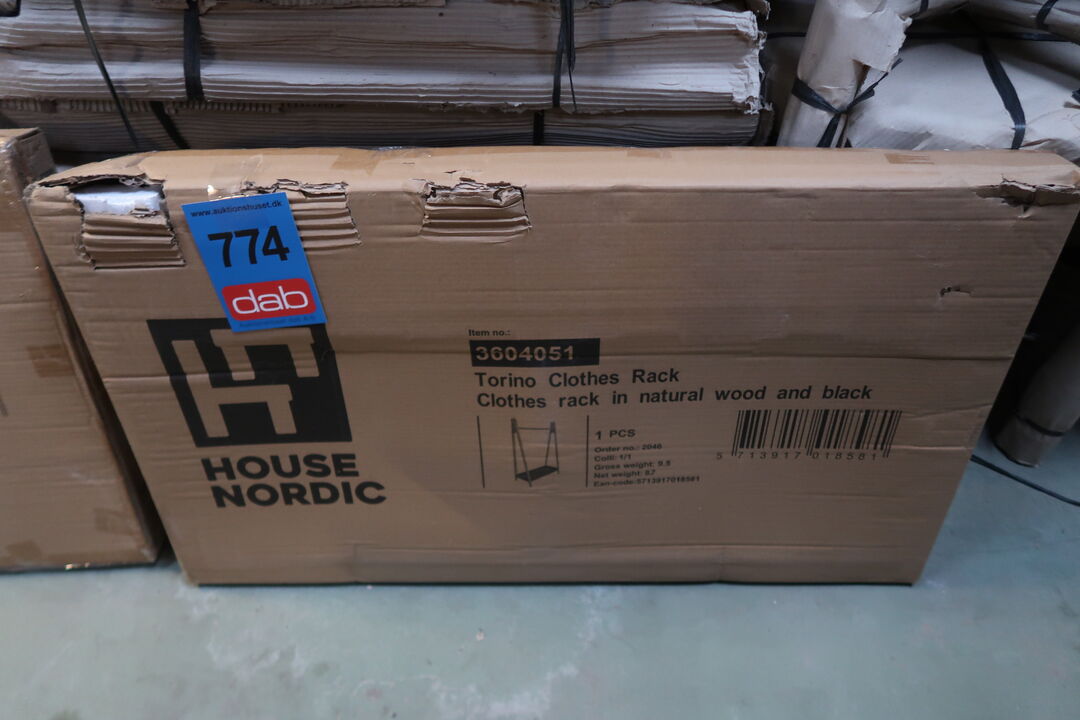 www.auktionshuset.dk
774
dab
HOUSE
NORDIC
Item no.:
3604051
Torino Clothes Rack
Clothes rack in natural wood and black
1 PCS
Order no.: 2046
Colli: 1/1
Gross weight: 9.5
Net weight: 8.7
Ean-code:5713917018581
5 713917 018581